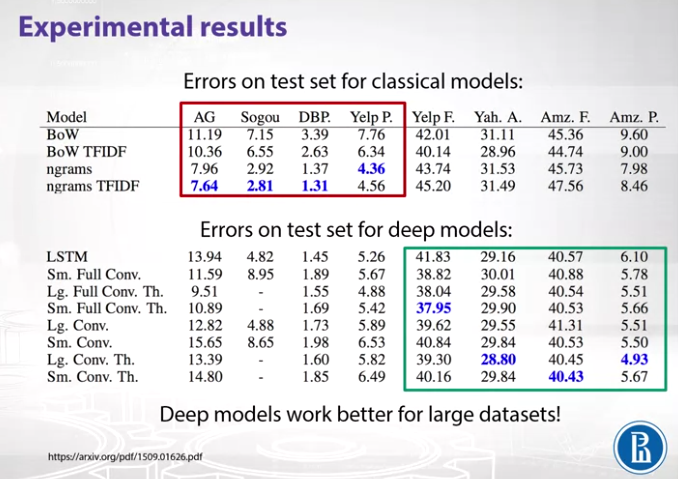 Experimental results
Errors on test set for classical models:
Model AG Sogou DBP. Yelp P. Yelp F. Yah. A. Amz. F. Amz. P.
BoW 11.19 7.15 3.39 7.76 42.01 31.11 45.36 9.60
BoW TFIDF 10.36 6.55 2.63 6.34 40.14 28.96 44.74 9.00
ngrams 7.96 2.92 1.37 4.36 43.74 31.53 45.73 7.98
ngrams TFIDF 7.64 2.81 1.31 4.56 45.20 31.49 47.56 8.46
Errors on test set for deep models:
LSTM 13.94 4.82 1.45 5.26 41.83 29.16 40.57 6.10
Sm. Full Conv. 11.59 8.95 1.89 5.67 38.82 30.01 40.88 5.78
Lg. Full Conv. Th. 9.51 - 1.55 4.88 38.04 29.58 40.54 5.51
Sm. Full Conv. Th. 10.89 - 1.69 5.42 37.95 29.90 40.53 5.66
Lg. Conv. 12.82 4.88 1.73 5.89 39.62 29.55 41.31 5.51
Sm. Conv. 15.65 8.65 1.98 6.53 40.84 29.84 40.53 5.50
Lg. Conv. Th. 13.39 - 1.60 5.82 39.30 28.80 40.45 4.93
Sm. Conv. Th. 14.80 - 1.85 6.49 40.16 29.84 40.43 5.67
Deep models work better for large datasets!
https://arxiv.org/pdf/1509.01626.pdf